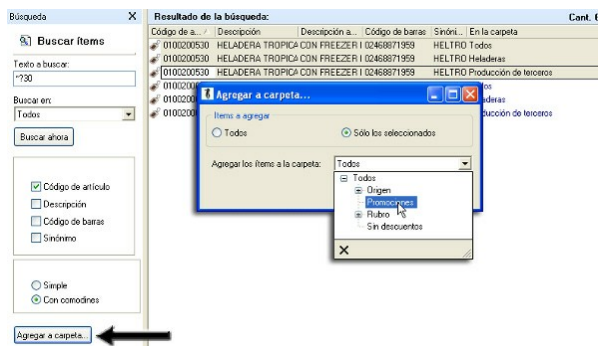 Búsqueda X
Buscar ítems
Texto a buscar:
*?30
Buscar en:
Todos
Buscar ahora
Código de artículo
Descripción
Código de barras
Sinónimo
Simple
Con comodines
Agregar a carpeta...
Resultado de la búsqueda: Cant. 6
Código de a... Descripción Descripción a... Código de barras Sinóni... En la carpeta
0100200530 HELADERA TROPICA CON FREEZER I 02468871959 HELTRO Todos
0100200530 HELADERA TROPICA CON FREEZER I 02468871959 HELTRO Heladeras
0100200530 HELADERA TROPICA CON FREEZER I 02468871959 HELTRO Producción de terceros
Agregar a carpeta...
Items a agregar
Todos Sólo los seleccionados
Agregar los ítems a la carpeta: Todos
Todos
Origen
Promociones
Rubro
Sin descuentos